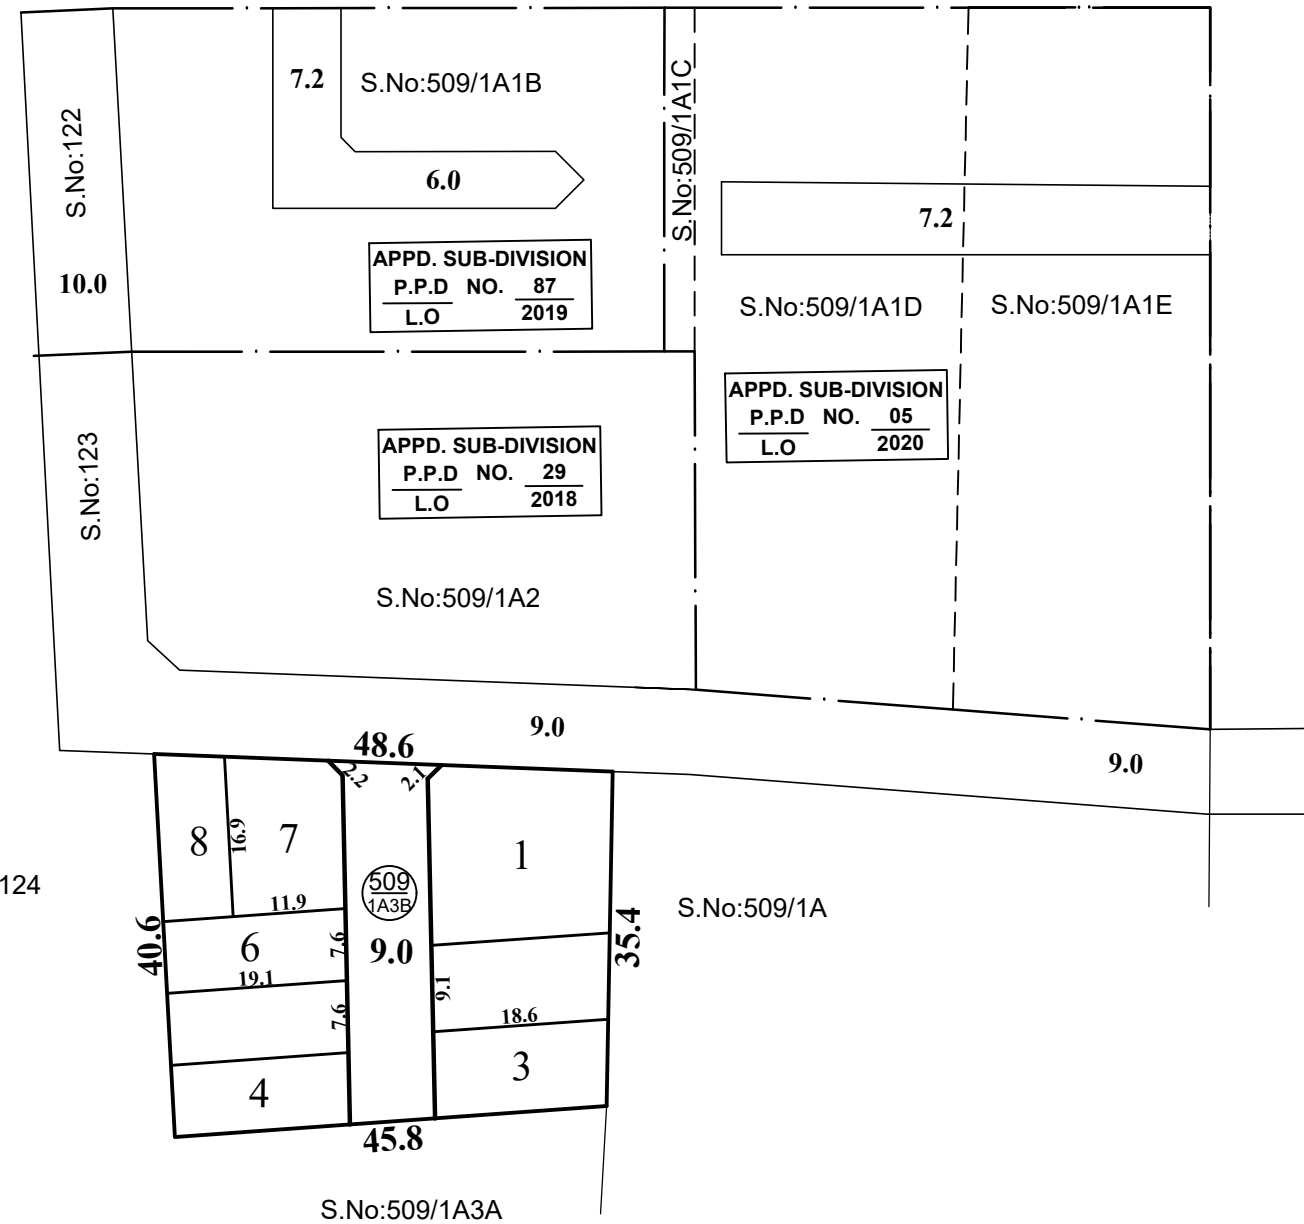 7.2
S.No:509/1A1B
S.No:509/1A1C
S.No:122
6.0
7.2
10.0
APPD. SUB-DIVISION
P.P.D NO. 87
L.O 2019
S.No:509/1A1D
S.No:509/1A1E
APPD. SUB-DIVISION
P.P.D NO. 05
L.O 2020
S.No:123
APPD. SUB-DIVISION
P.P.D NO. 29
L.O 2018
S.No:509/1A2
9.0
48.6
9.0
2.2
2.1
8
16.9
7
1
124
509
1A3B
11.9
S.No:509/1A
40.6
6
7.6
9.0
35.4
19.1
9.1
7.6
18.6
4
3
45.8
S.No:509/1A3A